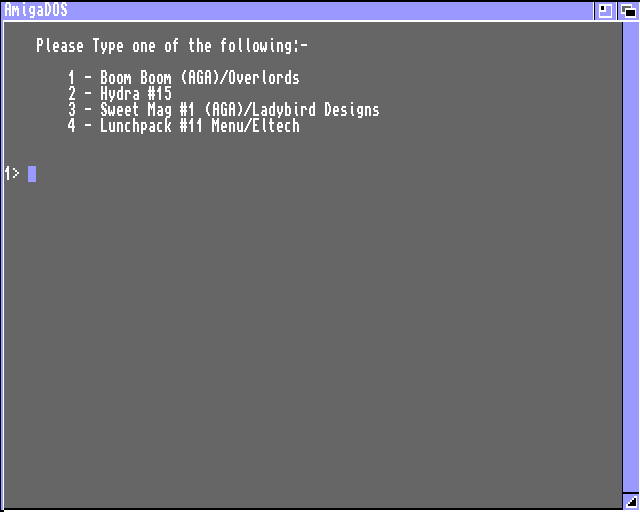 AmigaDOS
Please Type one of the following:-
1 - Boom Boom (AGA)/Overlords
2 - Hydra #15
3 - Sweet Mag #1 (AGA)/Ladybird Designs
4 - Lunchpack #11 Menu/Eltech
1>